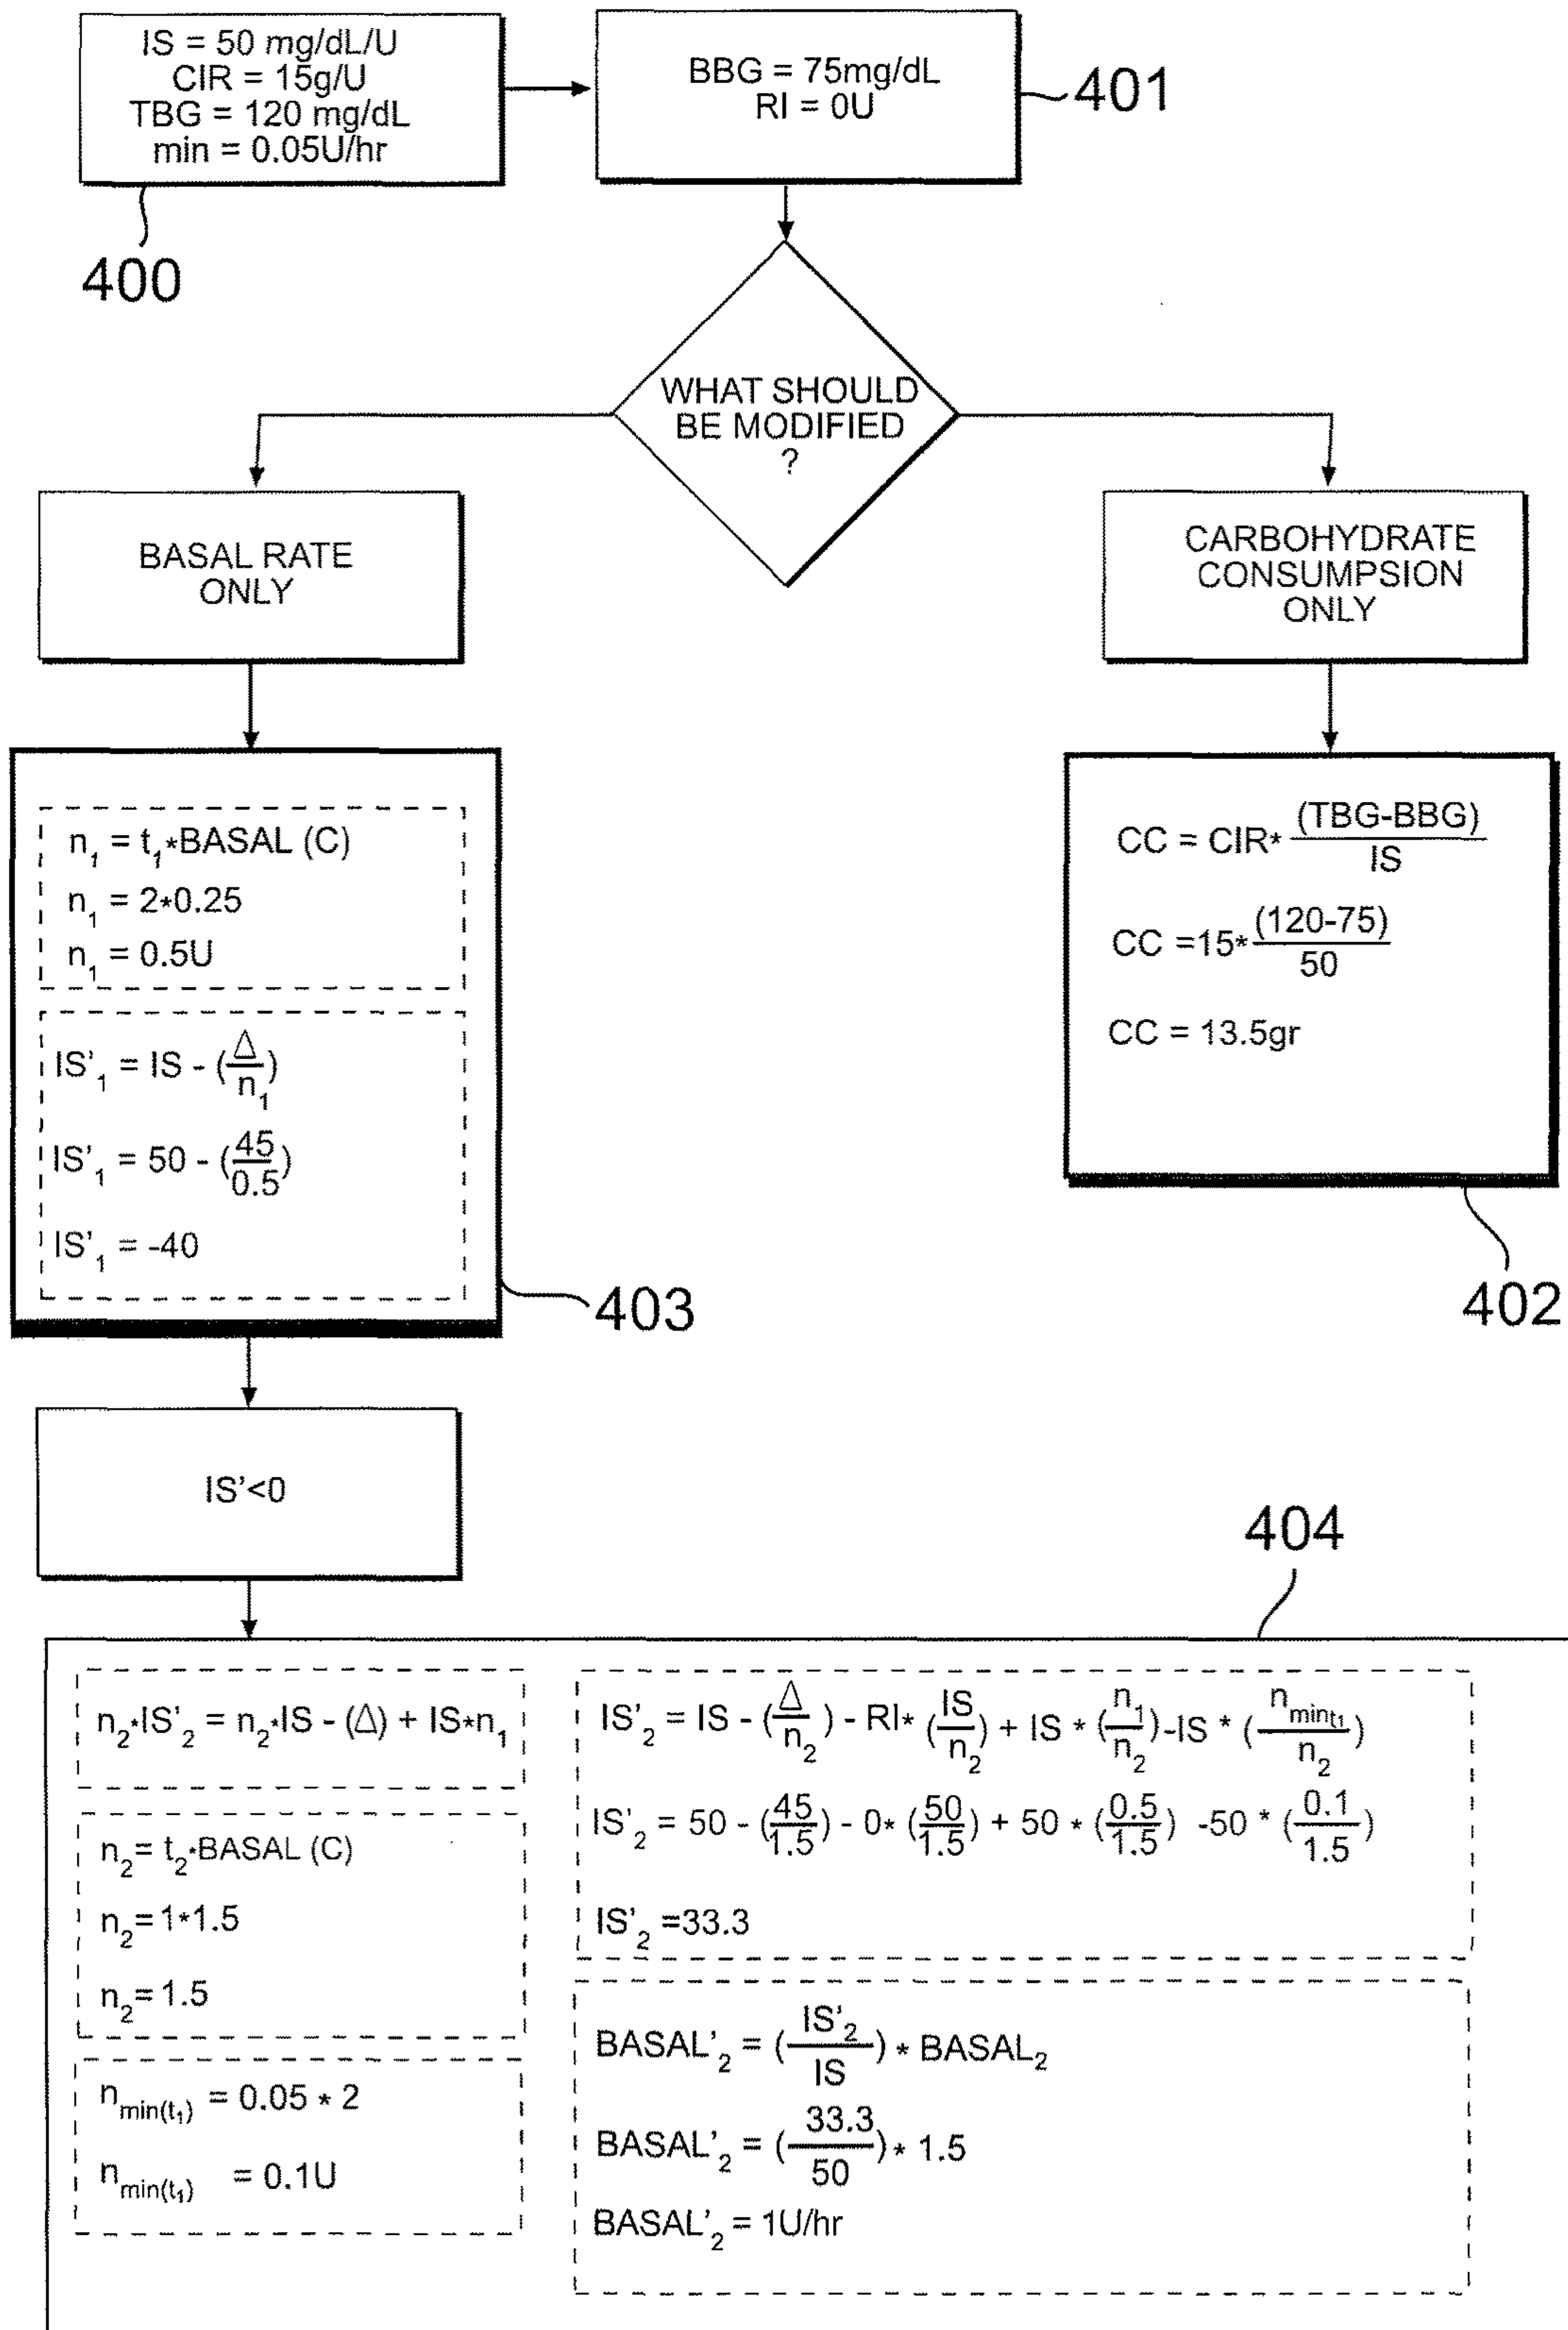 IS = 50 mg/dL/U
CIR = 15g/U
TBG = 120 mg/dL
min = 0.05U/hr
400
BBG = 75mg/dL
RI = 0U
401
WHAT SHOULD
BE MODIFIED
?
BASAL RATE
ONLY
CARBOHYDRATE
CONSUMPSION
ONLY
n₁ = t₁*BASAL (C)
n₁ = 2*0.25
n₁ = 0.5U
IS'₁ = IS - (Δ/n₁)
IS'₁ = 50 - (45/0.5)
IS'₁ = -40
403
CC = CIR* (TBG-BBG)/IS
CC =15* (120-75)/50
CC = 13.5gr
402
IS'<0
404
n₂*IS'₂ = n₂*IS - (Δ) + IS*n₁
n₂= t₂*BASAL (C)
n₂= 1*1.5
n₂= 1.5
n_min(t₁) = 0.05 * 2
n_min(t₁) = 0.1U
IS'₂ = IS - (Δ/n₂) - RI* (IS/n₂) + IS * (n₁/n₂)-IS * (n_mint₁/n₂)
IS'₂ = 50 - (45/1.5) - 0* (50/1.5) + 50 * (0.5/1.5) -50 * (0.1/1.5)
IS'₂ =33.3
BASAL'₂ = (IS'₂/IS) * BASAL₂
BASAL'₂ = (33.3/50) * 1.5
BASAL'₂ = 1U/hr